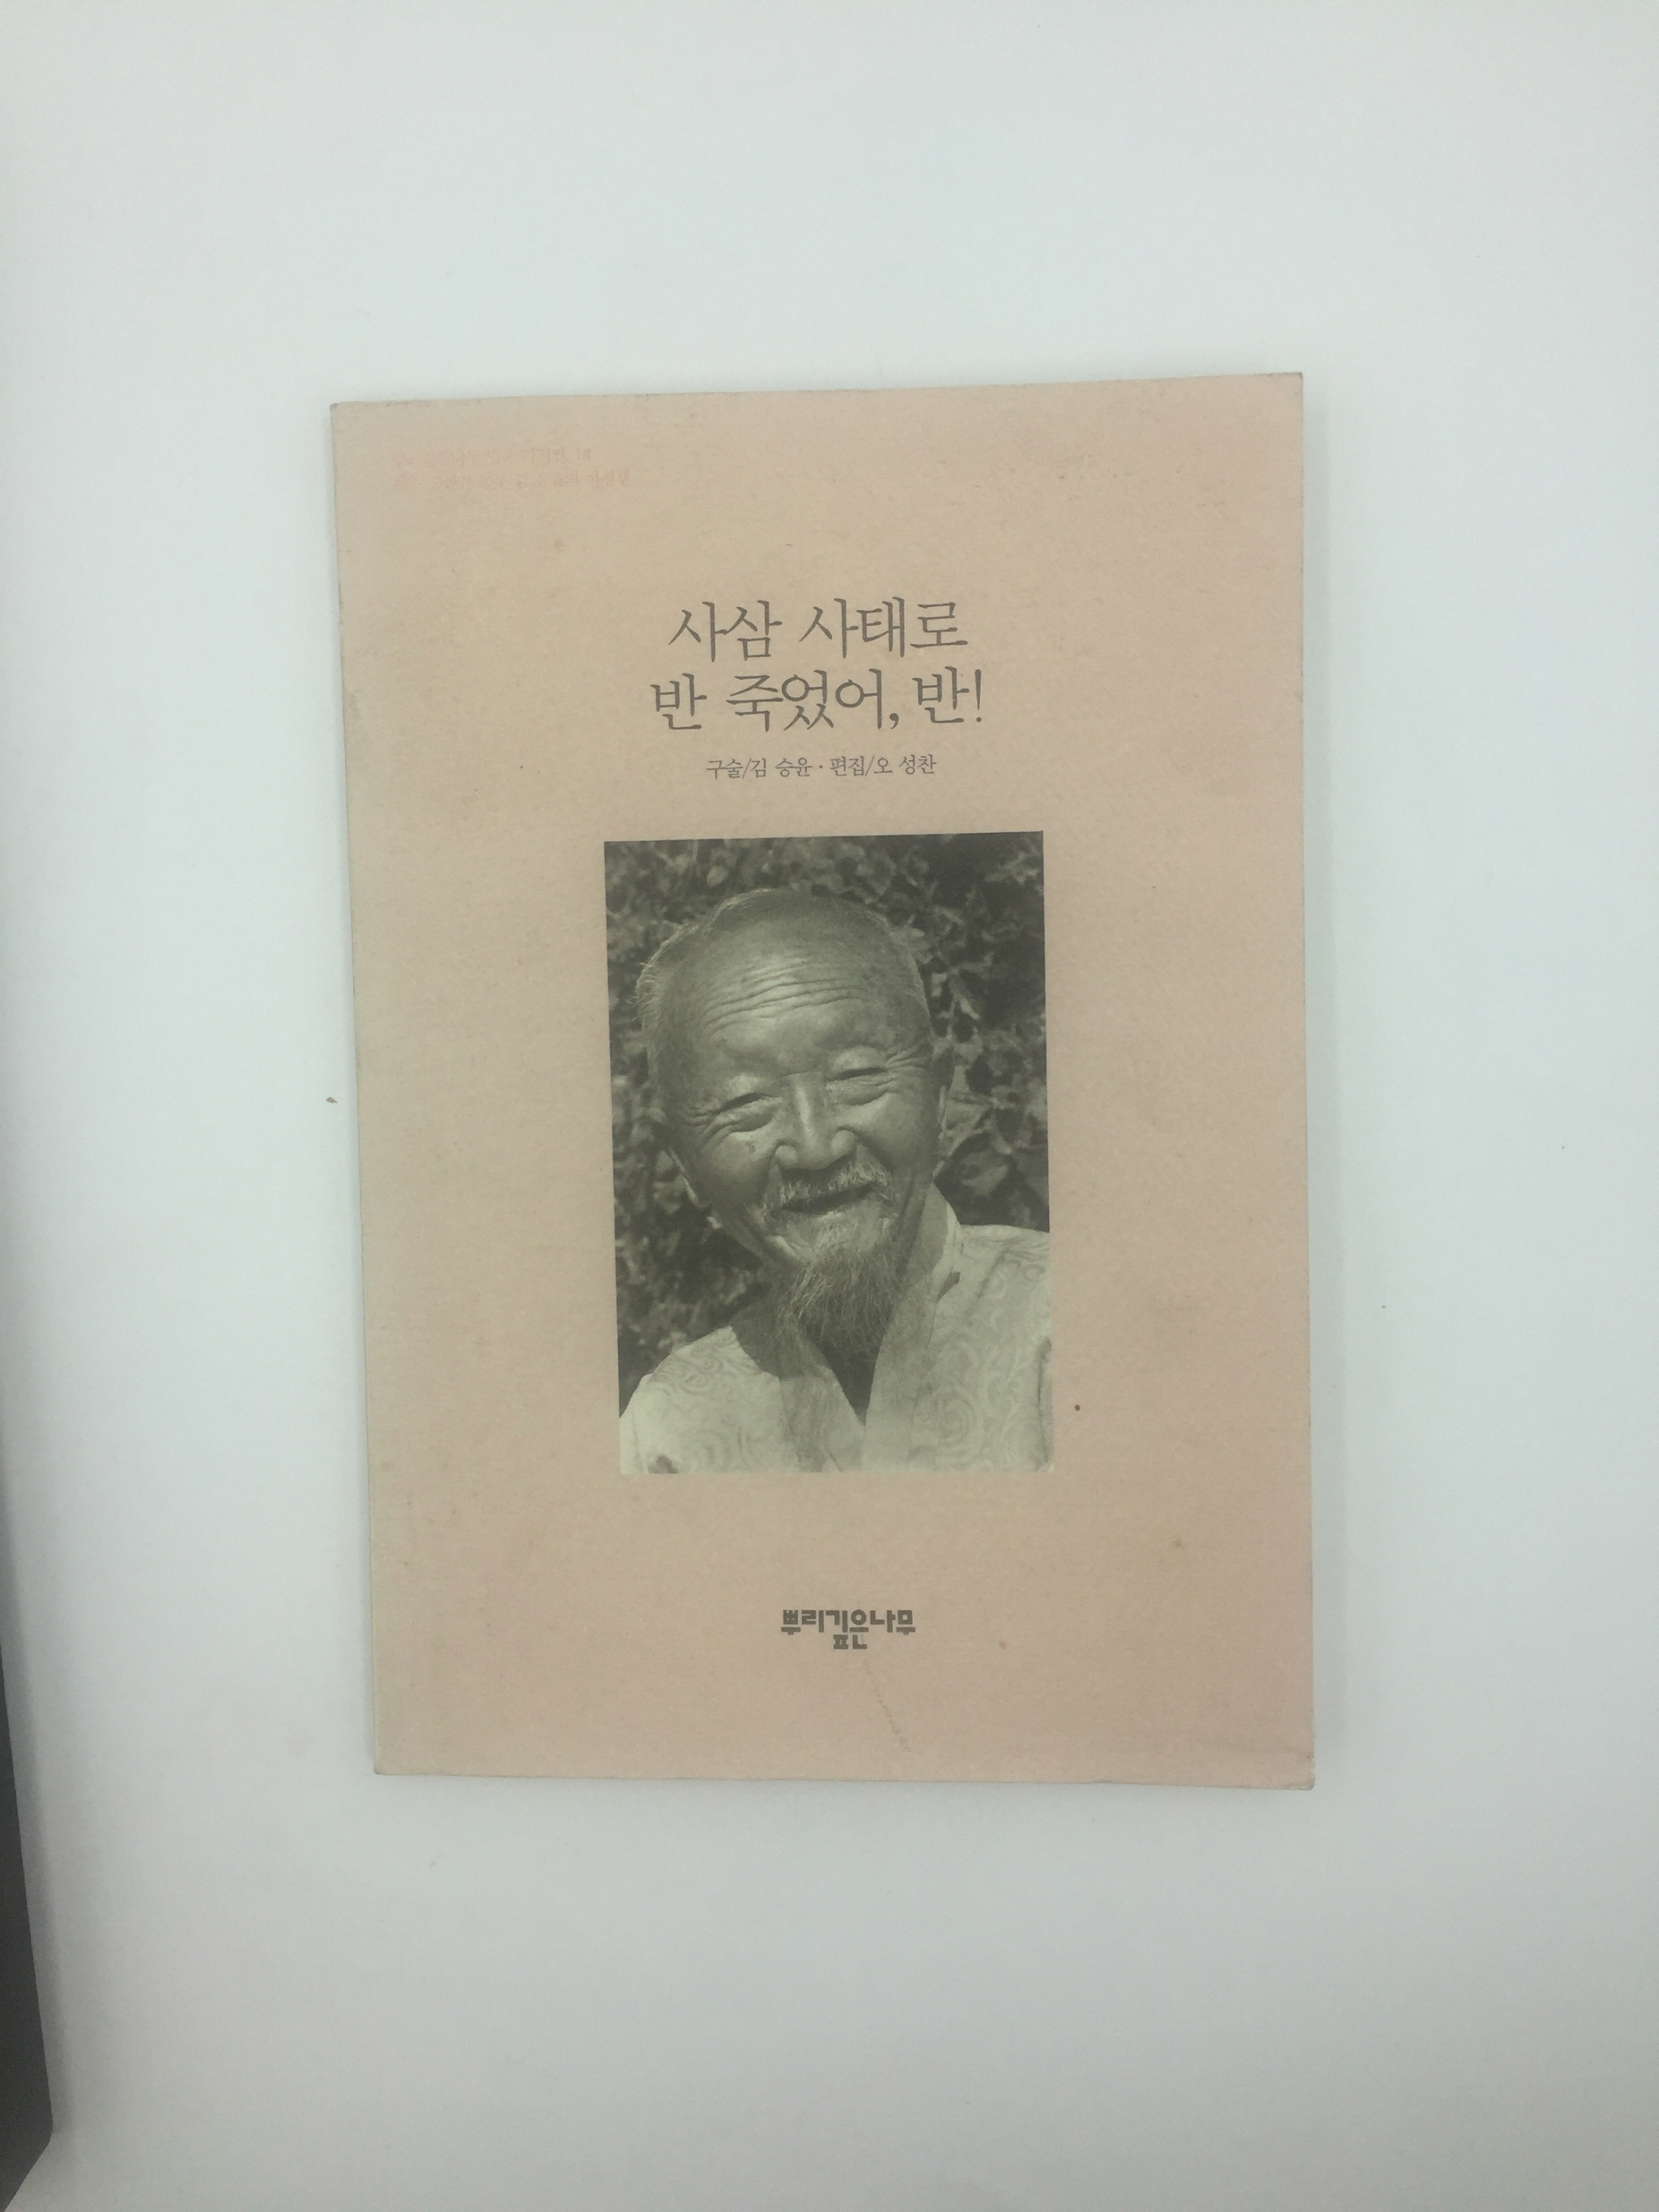 사삼 사태로
반 죽었어, 반!
구술/김 승윤 · 편집/오 성찬
뿌리깊은나무